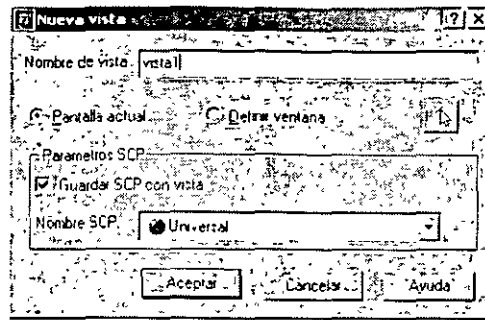 Nueva vista
Nombre de vista vista1
Pantalla actual Definir ventana
Parametros SCP
Guardar SCP con vista
Nombre SCP Universal
Aceptar Cancelar Ayuda